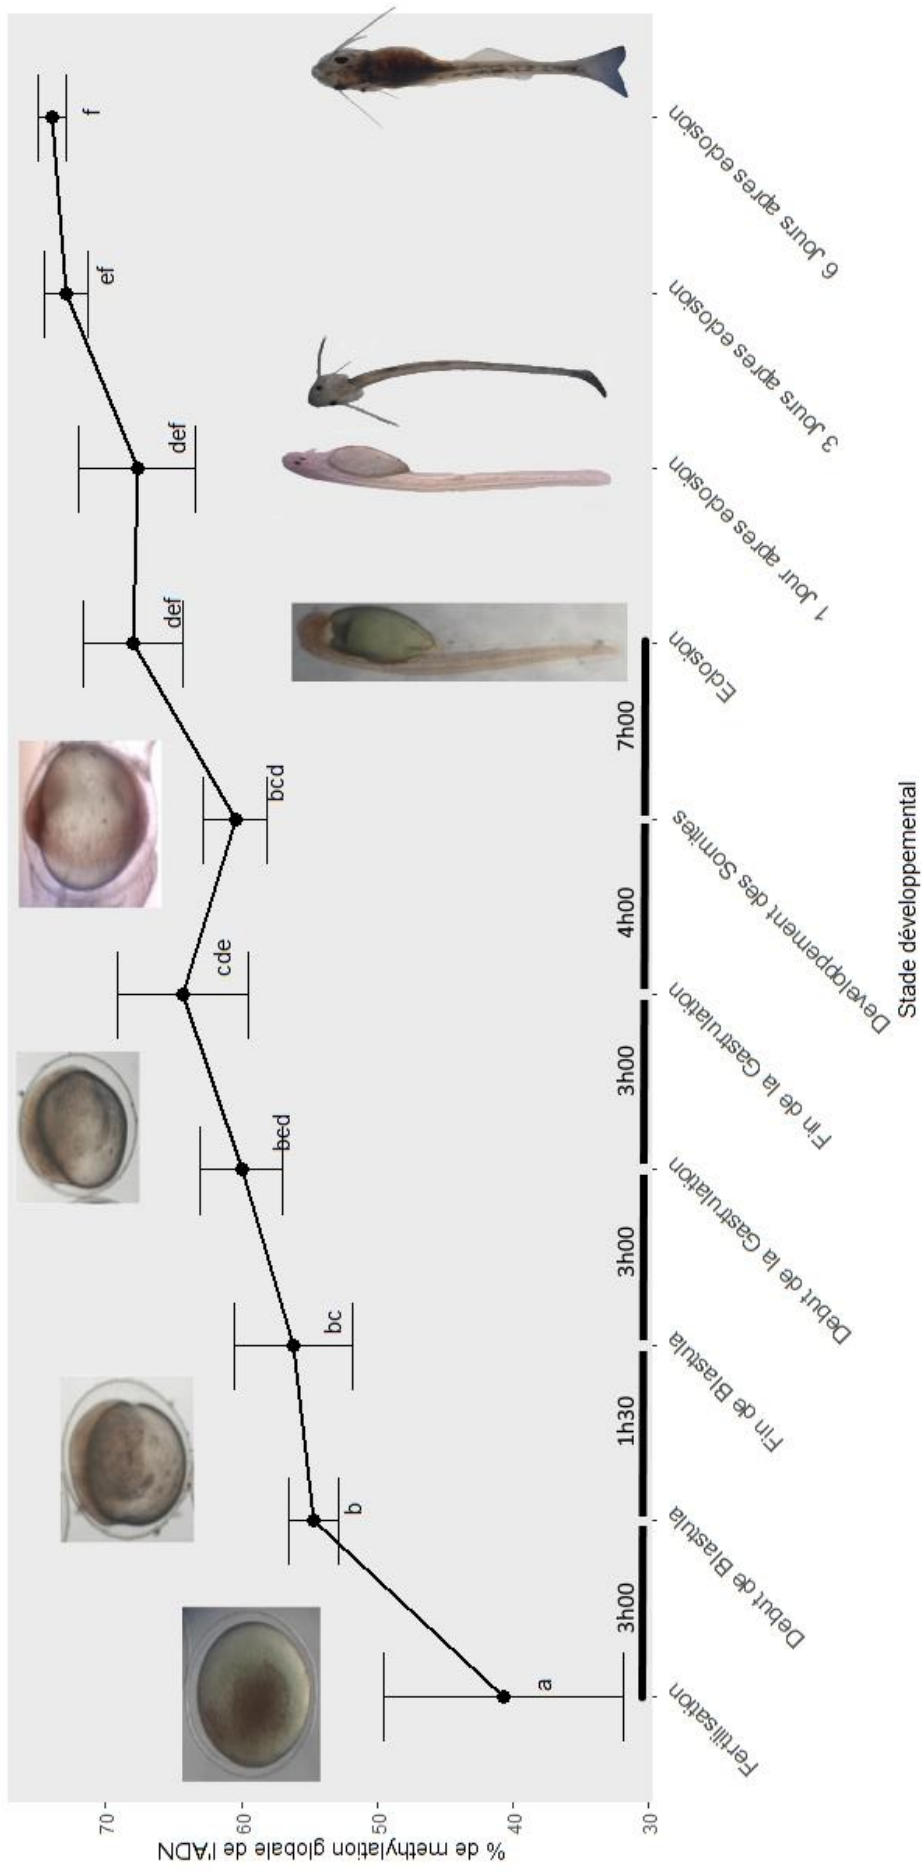 % de methylation globale de l'ADN
70
60
50
40
30
a
b
bc
bed
cde
bcd
def
def
ef
f
3h00
1h30
3h00
3h00
4h00
7h00
Fertilisation
Debut de Blastula
Fin de Blastula
Debut de la Gastrulation
Fin de la Gastrulation
Developpement des Somites
Eclosion
1 Jour apres eclosion
3 Jours apres eclosion
6 Jours apres eclosion
Stade développemental